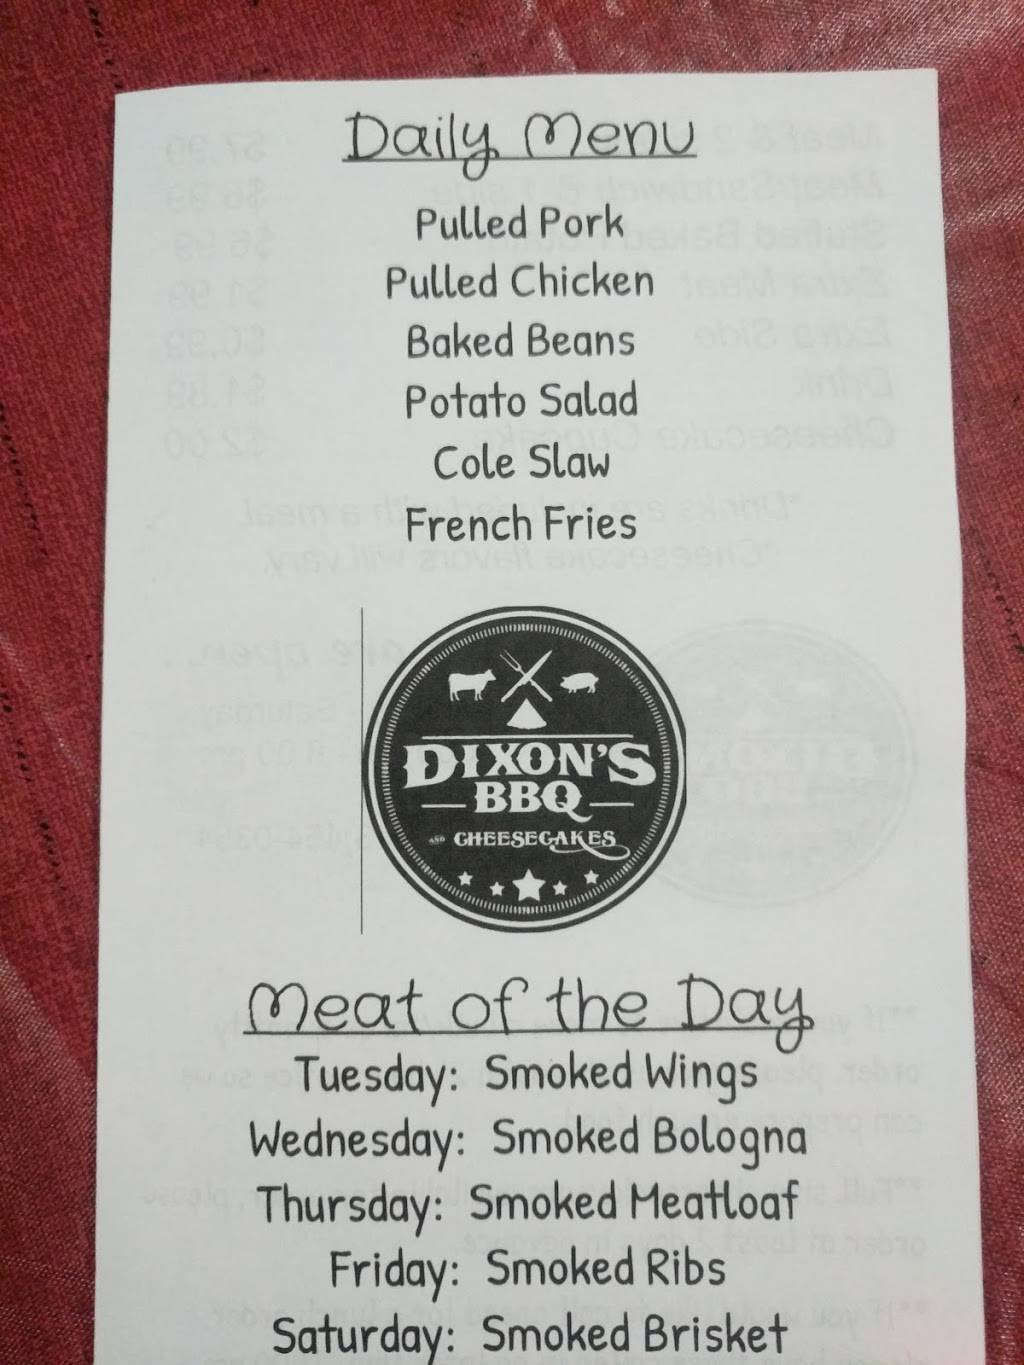 Daily Menu
Pulled Pork
Pulled Chicken
Baked Beans
Potato Salad
Cole Slaw
French Fries
DIXON'S
BBQ
AND CHEESECAKES
Meat of the Day
Tuesday: Smoked Wings
Wednesday: Smoked Bologna
Thursday: Smoked Meatloaf
Friday: Smoked Ribs
Saturday: Smoked Brisket